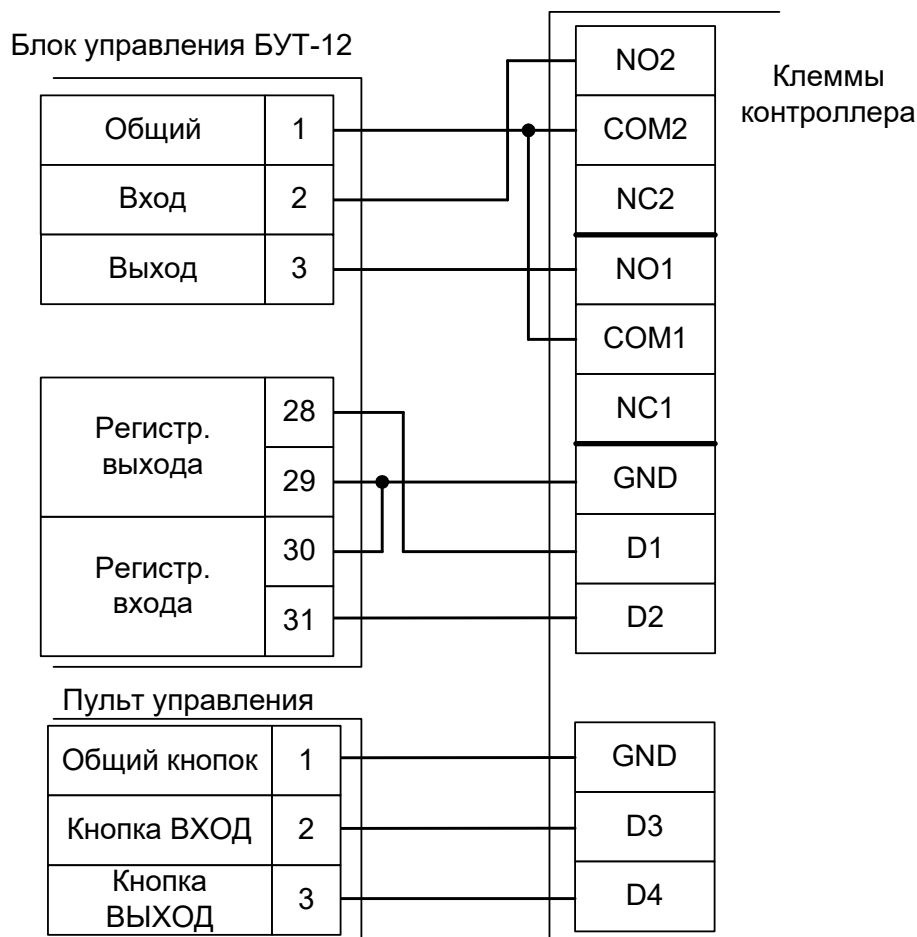 Блок управления БУТ-12
Клеммы
контроллера
Общий 1
Вход 2
Выход 3
NO2
COM2
NC2
NO1
COM1
NC1
GND
D1
D2
Регистр.
выхода
28
29
Регистр.
входа
30
31
Пульт управления
Общий кнопок 1
Кнопка ВХОД 2
Кнопка
ВЫХОД
3
GND
D3
D4